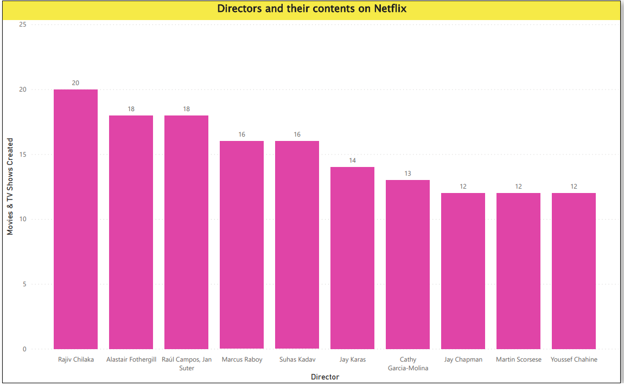 Directors and their contents on Netflix
Movies & TV Shows Created
25
20
15
10
5
0
20
18
18
16
16
14
13
12
12
12
Rajiv Chilaka
Alastair Fothergill
Raúl Campos, Jan
Suter
Marcus Raboy
Suhas Kadav
Jay Karas
Cathy
Garcia-Molina
Jay Chapman
Martin Scorsese
Youssef Chahine
Director